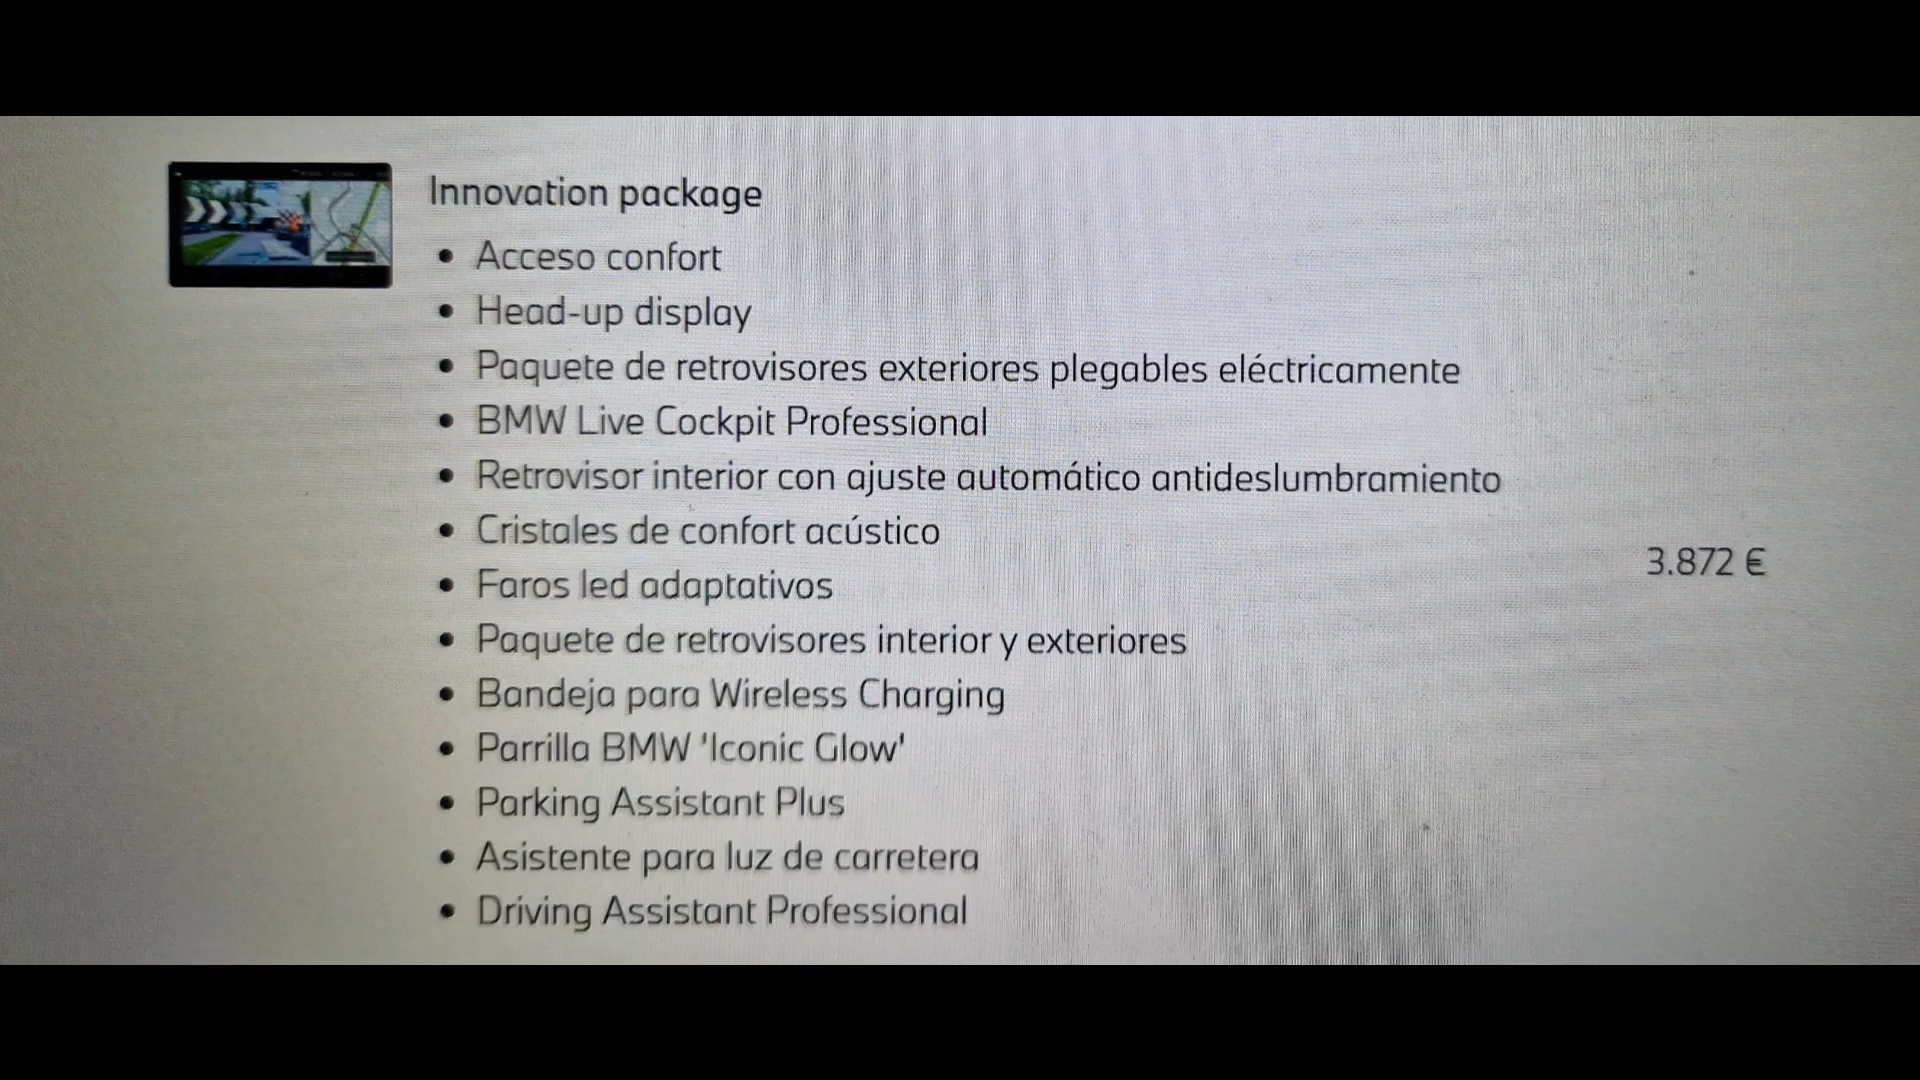 Innovation package
• Acceso confort
• Head-up display
• Paquete de retrovisores exteriores plegables eléctricamente
• BMW Live Cockpit Professional
• Retrovisor interior con ajuste automático antideslumbramiento
• Cristales de confort acústico
3.872 €
• Faros led adaptativos
• Paquete de retrovisores interior y exteriores
• Bandeja para Wireless Charging
• Parrilla BMW 'Iconic Glow'
• Parking Assistant Plus
• Asistente para luz de carretera
• Driving Assistant Professional